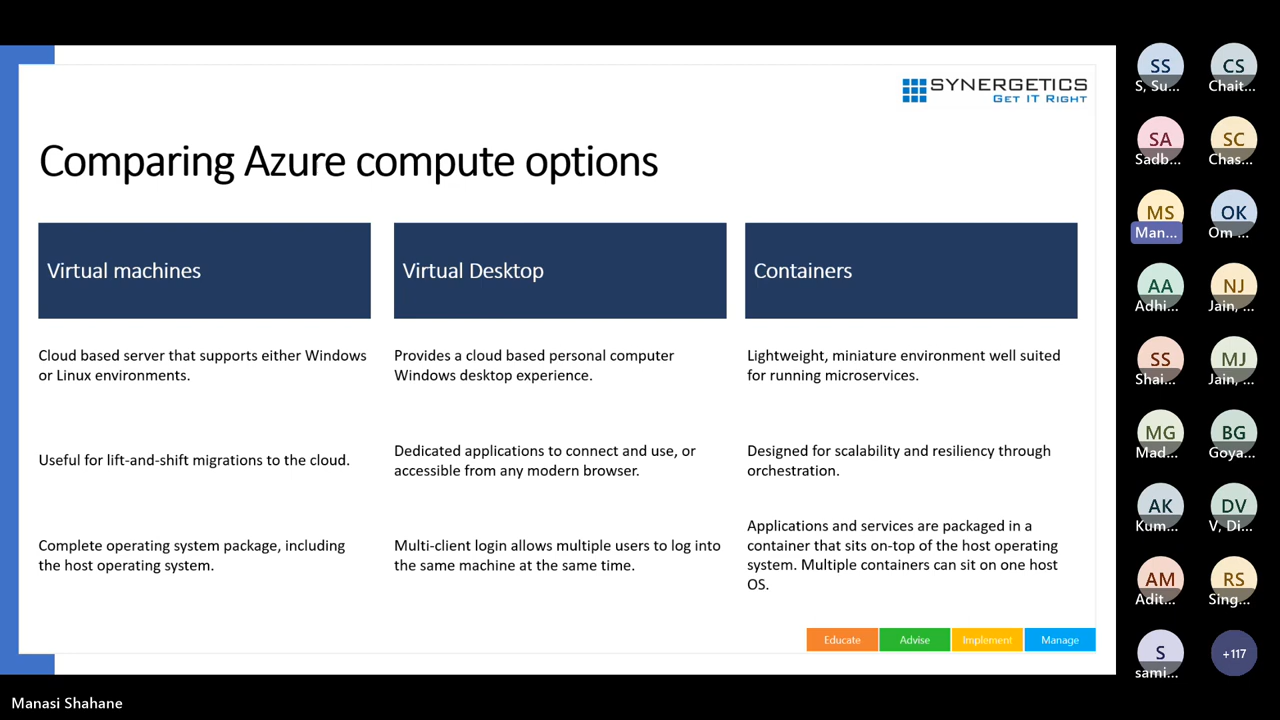 SYNERGETICS
GET IT RIGHT
Comparing Azure compute options
Virtual machines
Cloud based server that supports either Windows
or Linux environments.
Useful for lift-and-shift migrations to the cloud.
Complete operating system package, including
the host operating system.
Virtual Desktop
Provides a cloud based personal computer
Windows desktop experience.
Dedicated applications to connect and use, or
accessible from any modern browser.
Multi-client login allows multiple users to log into
the same machine at the same time.
Containers
Lightweight, miniature environment well suited
for running microservices.
Designed for scalability and resiliency through
orchestration.
Applications and services are packaged in a
container that sits on-top of the host operating
system. Multiple containers can sit on one host
OS.
Educate
Advise
Implement
Manage
SS
S, Su...
CS
Chait...
SA
Sadb...
SC
Chas...
MS
Man...
OK
Om ...
AA
Adhi...
NJ
Jain, ...
SS
Shai...
MJ
Jain, ...
MG
Mad...
BG
Goya...
AK
Kum...
DV
V, Di...
AM
Adit...
RS
Sing...
S
sami...
+117
Manasi Shahane